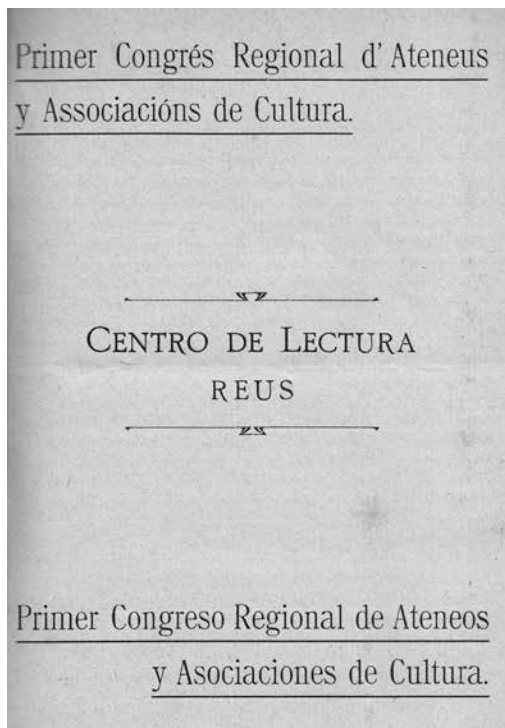 Primer Congrés Regional d' Ateneus
y Associacións de Cultura.
CENTRO DE LECTURA
REUS
Primer Congreso Regional de Ateneos
y Asociaciones de Cultura.